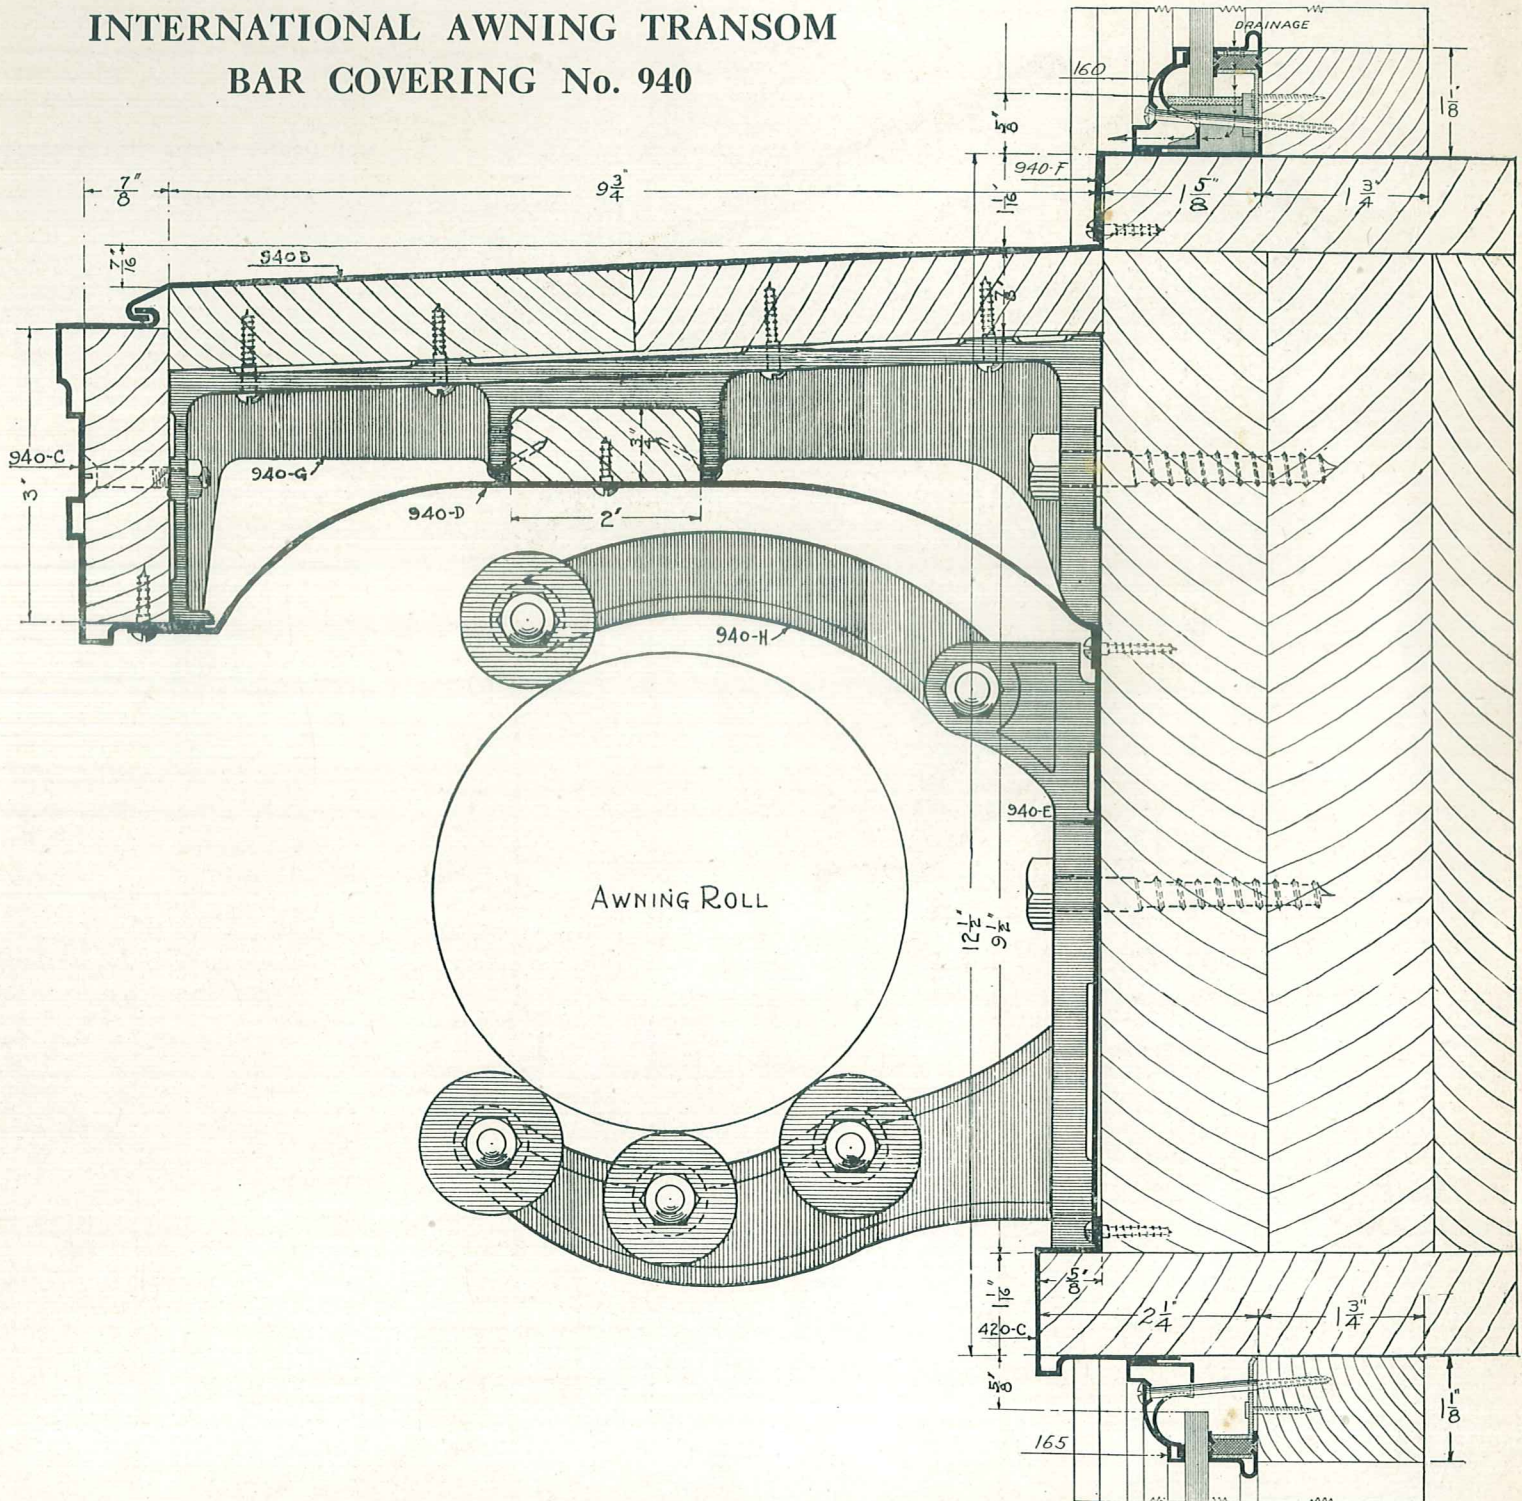 INTERNATIONAL AWNING TRANSOM
BAR COVERING No. 940
DRAINAGE
160
1 1/8"
5/8"
940-F
7/8"
9 3/4"
1 1/16"
1 5/8"
1 3/4"
7/16"
940B
7/8"
940-C
3"
940-G
3/4"
940-D
2"
940-H
940-E
AWNING ROLL
12 1/2"
9 1/2"
5/8"
1 1/16"
2 1/4"
1 3/4"
420-C
5/8"
1 1/8"
165